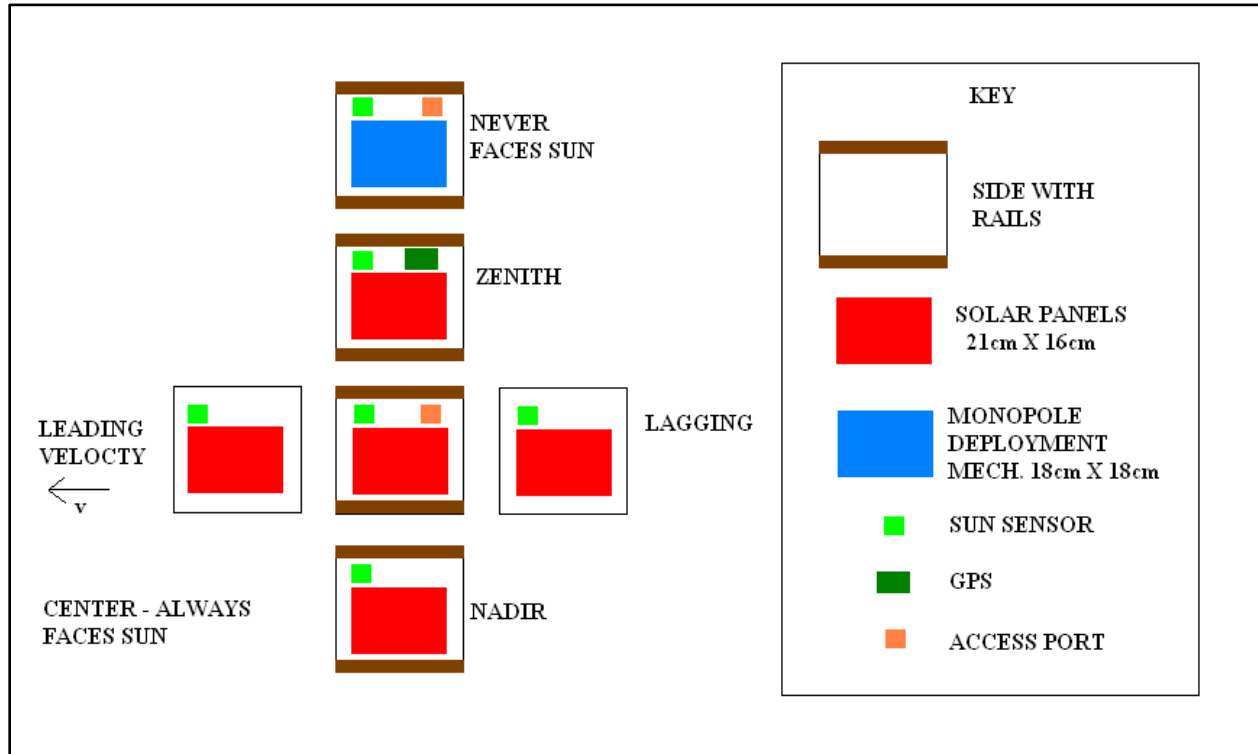 NEVER
FACES SUN
ZENITH
LEADING
VELOCTY
v
LAGGING
CENTER - ALWAYS
FACES SUN
NADIR
KEY
SIDE WITH
RAILS
SOLAR PANELS
21cm X 16cm
MONOPOLE
DEPLOYMENT
MECH. 18cm X 18cm
SUN SENSOR
GPS
ACCESS PORT